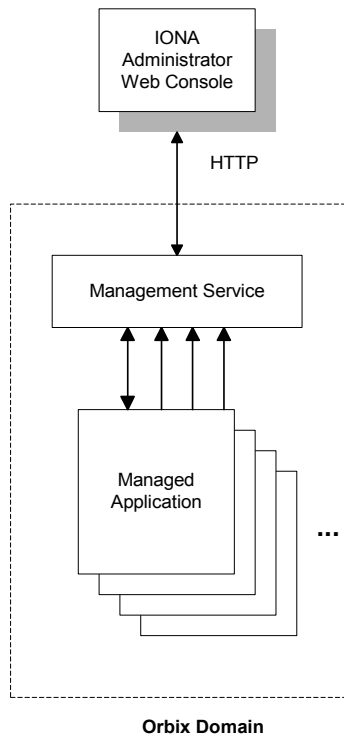 IONA
Administrator
Web Console
HTTP
Management Service
Managed
Application
...
Orbix Domain